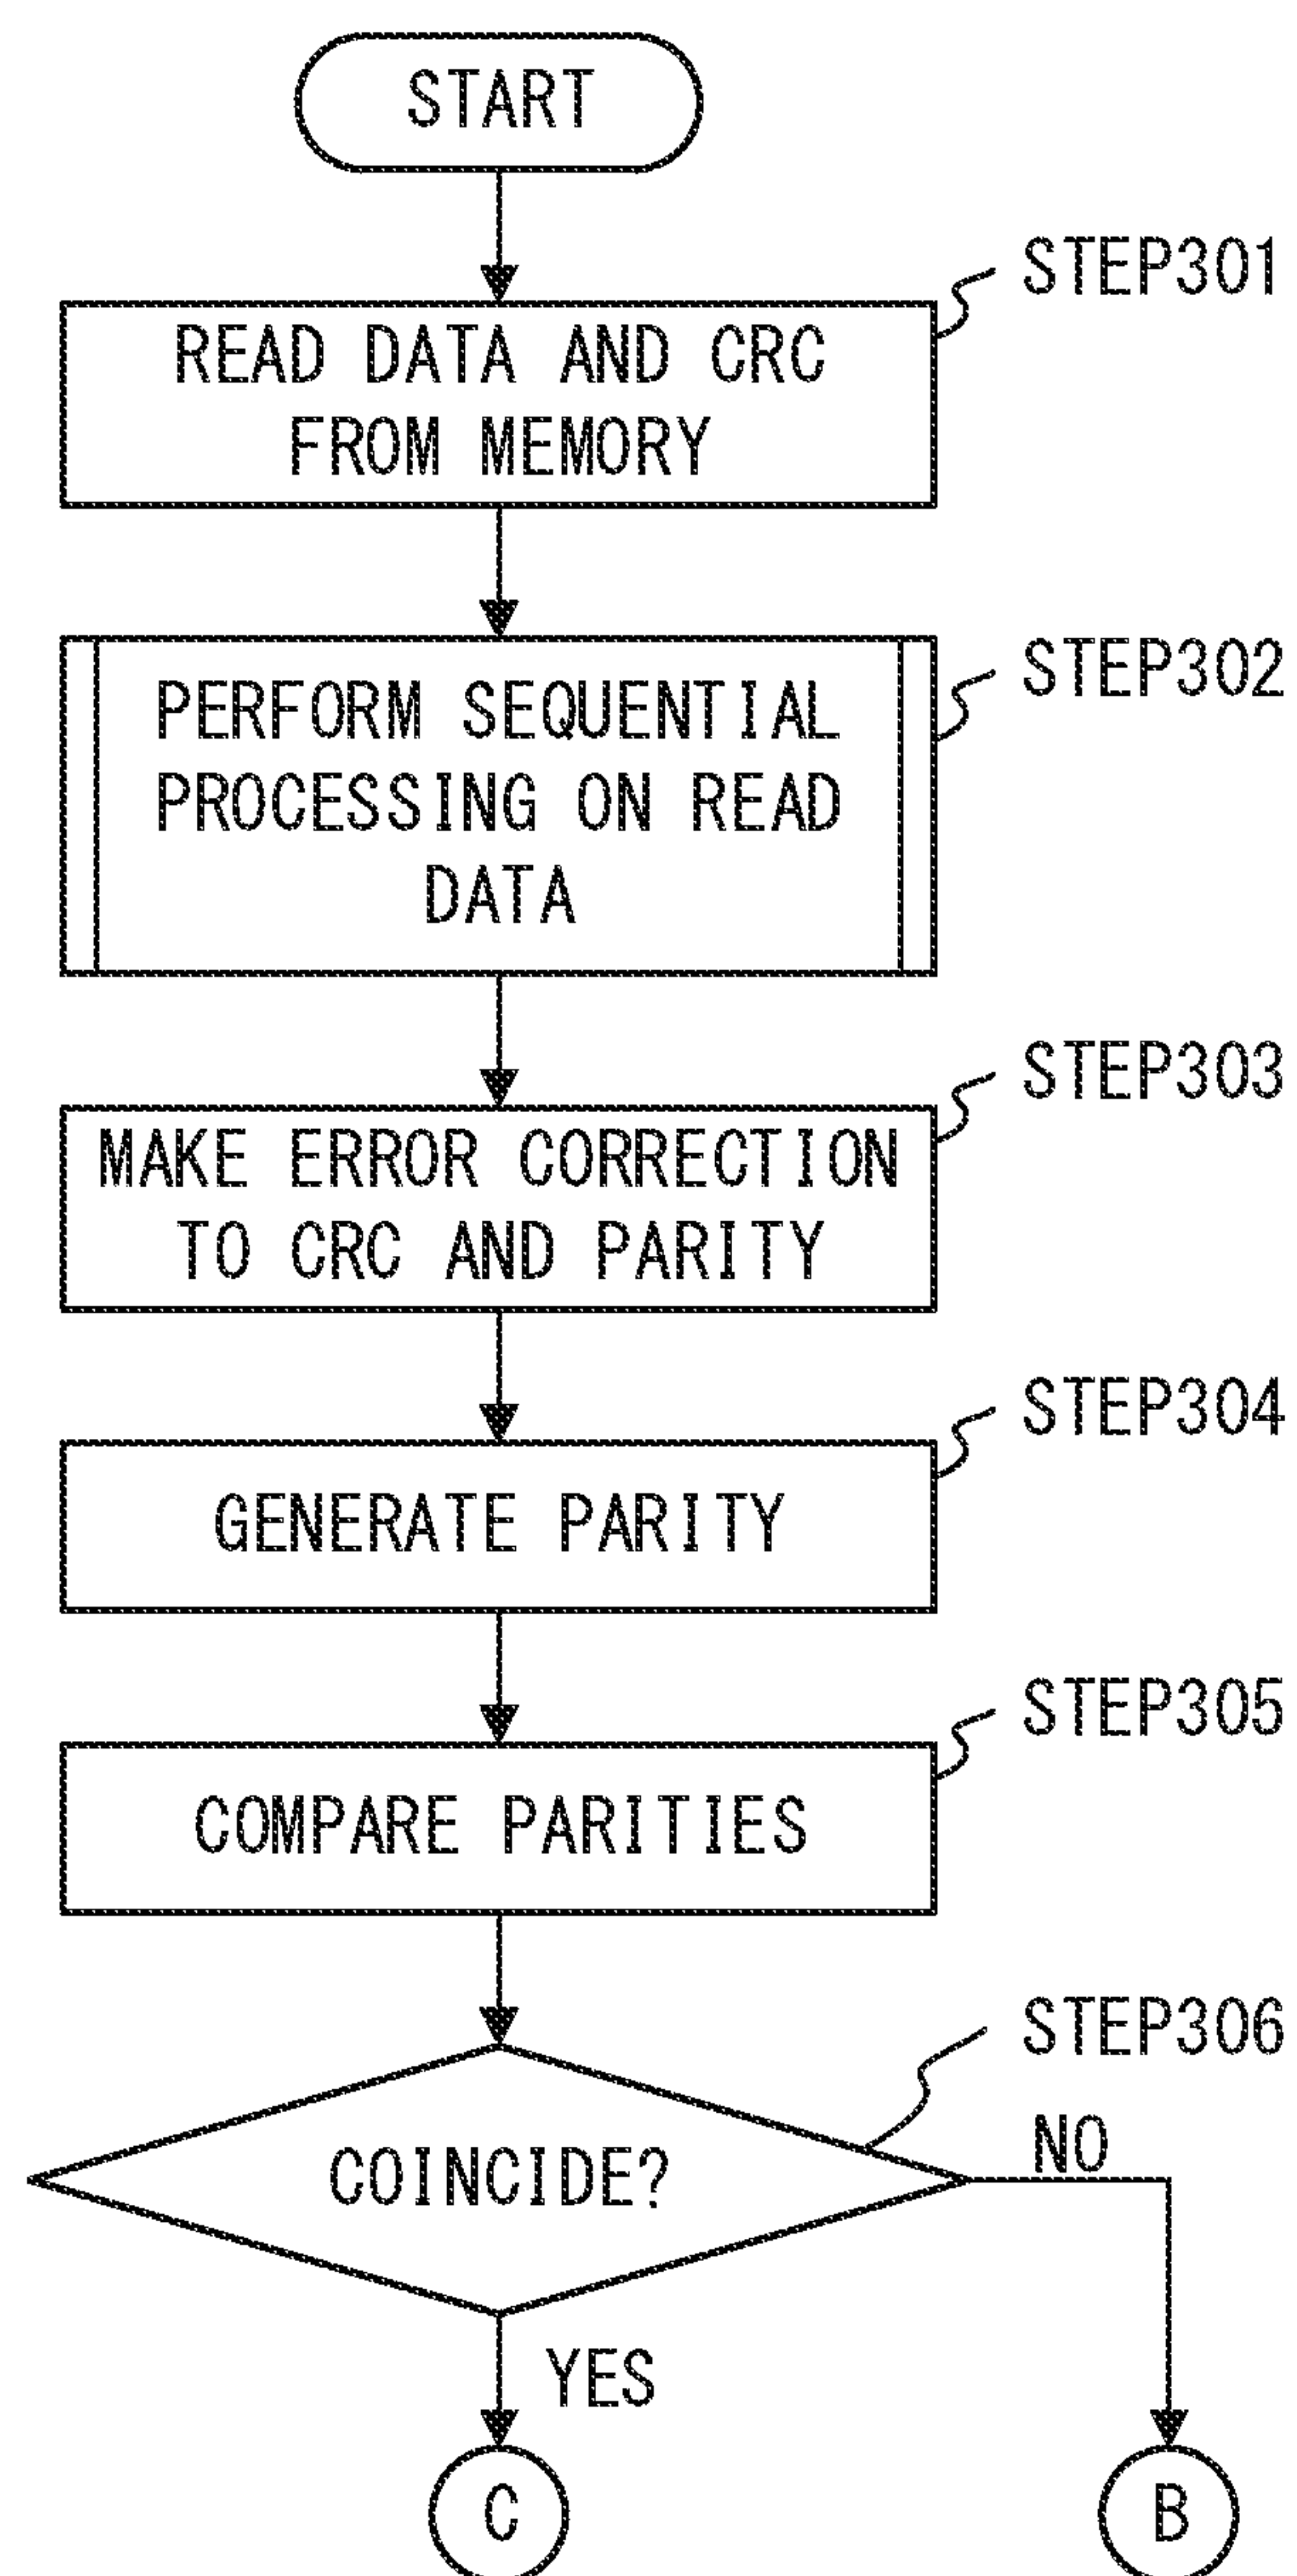 START
STEP301
READ DATA AND CRC
FROM MEMORY
STEP302
PERFORM SEQUENTIAL
PROCESSING ON READ
DATA
STEP303
MAKE ERROR CORRECTION
TO CRC AND PARITY
STEP304
GENERATE PARITY
STEP305
COMPARE PARITIES
STEP306
COINCIDE?
NO
YES
C
B